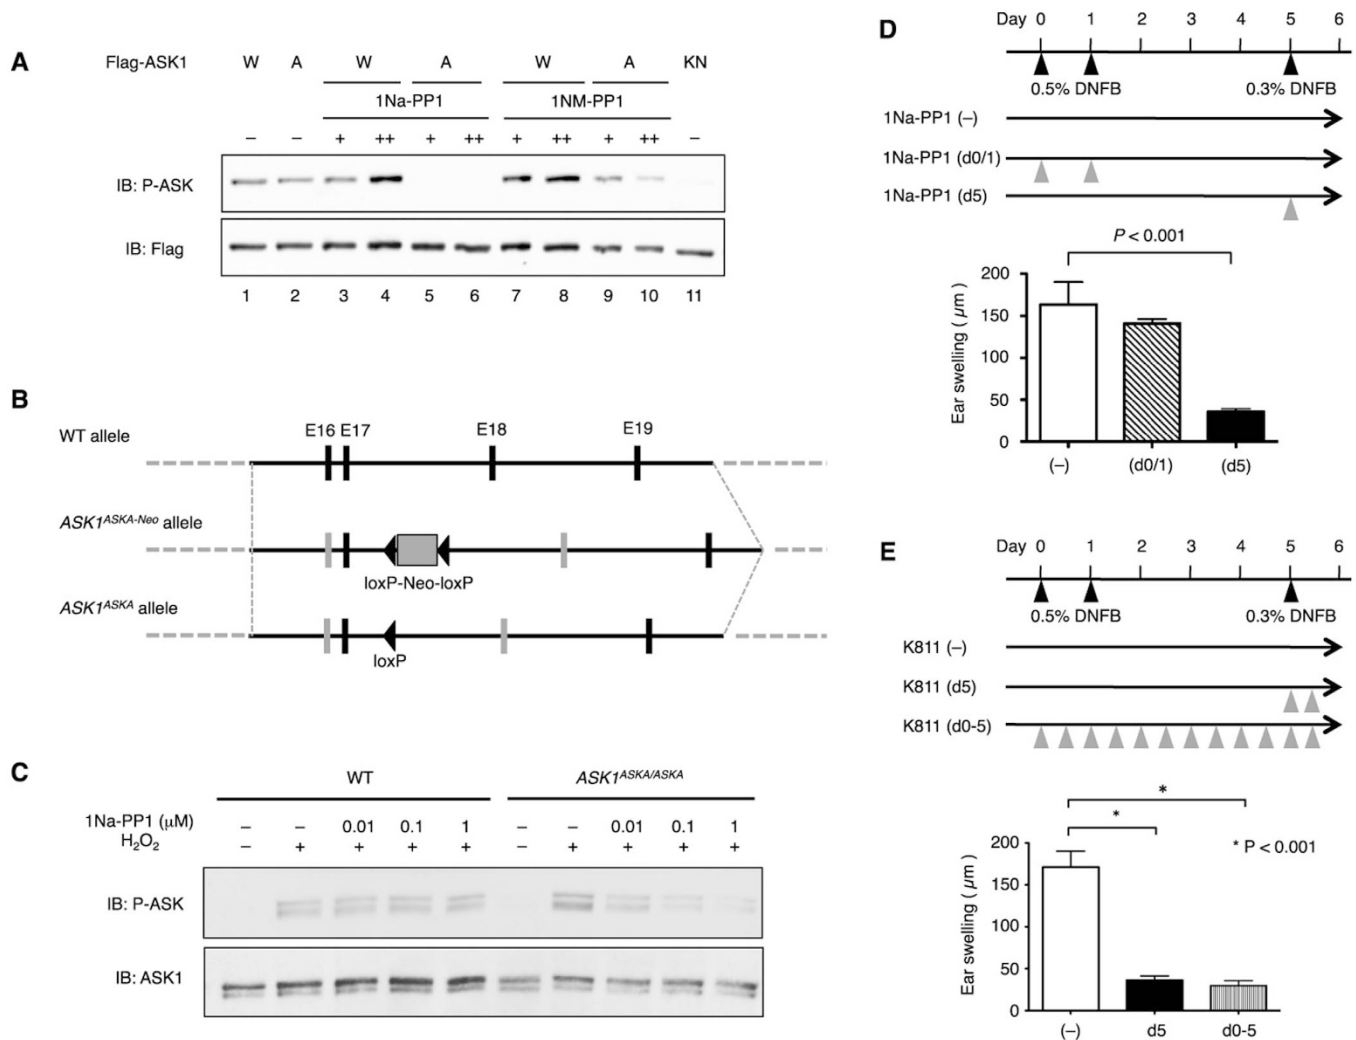 A
Flag-ASK1 W A W A W A KN
1Na-PP1 1NM-PP1
– – + ++ + ++ + ++ + ++ –
IB: P-ASK
IB: Flag
1 2 3 4 5 6 7 8 9 10 11
B
WT allele
E16 E17 E18 E19
ASK1ASKA-Neo allele
loxP-Neo-loxP
ASK1ASKA allele
loxP
C
WT ASK1ASKA/ASKA
1Na-PP1 (μM) – – 0.01 0.1 1 – – 0.01 0.1 1
H2O2 – + + + + – + + + +
IB: P-ASK
IB: ASK1
D
Day 0 1 2 3 4 5 6
0.5% DNFB 0.3% DNFB
1Na-PP1 (–)
1Na-PP1 (d0/1)
1Na-PP1 (d5)
P < 0.001
Ear swelling ( μm )
200
150
100
50
0
(–) (d0/1) (d5)
E
Day 0 1 2 3 4 5 6
0.5% DNFB 0.3% DNFB
K811 (–)
K811 (d5)
K811 (d0-5)
*
*
* P < 0.001
Ear swelling ( μm )
200
150
100
50
0
(–) d5 d0-5